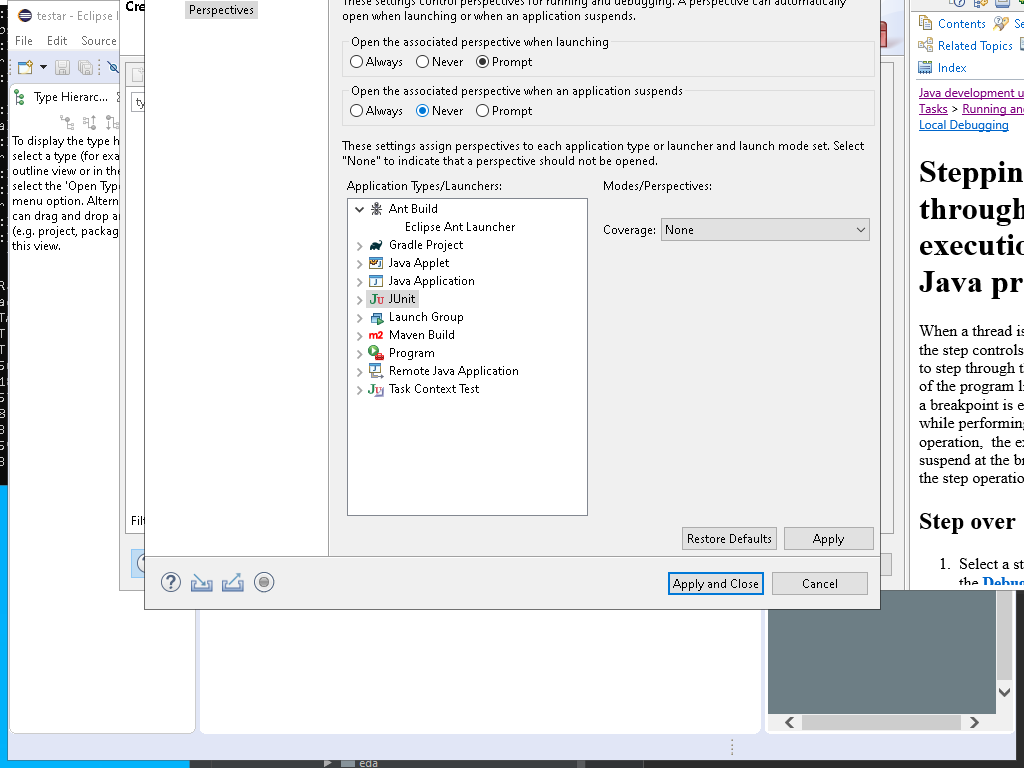 testar - Eclipse I
File Edit Source
Type Hierarc...
To display the type h
select a type (for exa
outline view or in the
select the 'Open Type
menu option. Altern
can drag and drop a
(e.g. project, packag
this view.
Cre
ty
Filt
Perspectives
These settings control perspectives for running and debugging. A perspective can automatically
open when launching or when an application suspends.
Open the associated perspective when launching
Always Never Prompt
Open the associated perspective when an application suspends
Always Never Prompt
These settings assign perspectives to each application type or launcher and launch mode set. Select
"None" to indicate that a perspective should not be opened.
Application Types/Launchers:
Modes/Perspectives:
Ant Build
Eclipse Ant Launcher
Gradle Project
Java Applet
Java Application
JUnit
Launch Group
Maven Build
Program
Remote Java Application
Task Context Test
Coverage: None
Restore Defaults Apply
Apply and Close Cancel
Contents Se
Related Topics
Index
Java development u
Tasks > Running and
Local Debugging
Steppin
through
executio
Java pr
When a thread is
the step controls
to step through th
of the program li
a breakpoint is e
while performing
operation, the ex
suspend at the br
the step operatio
Step over
1. Select a st
the Debug
eda